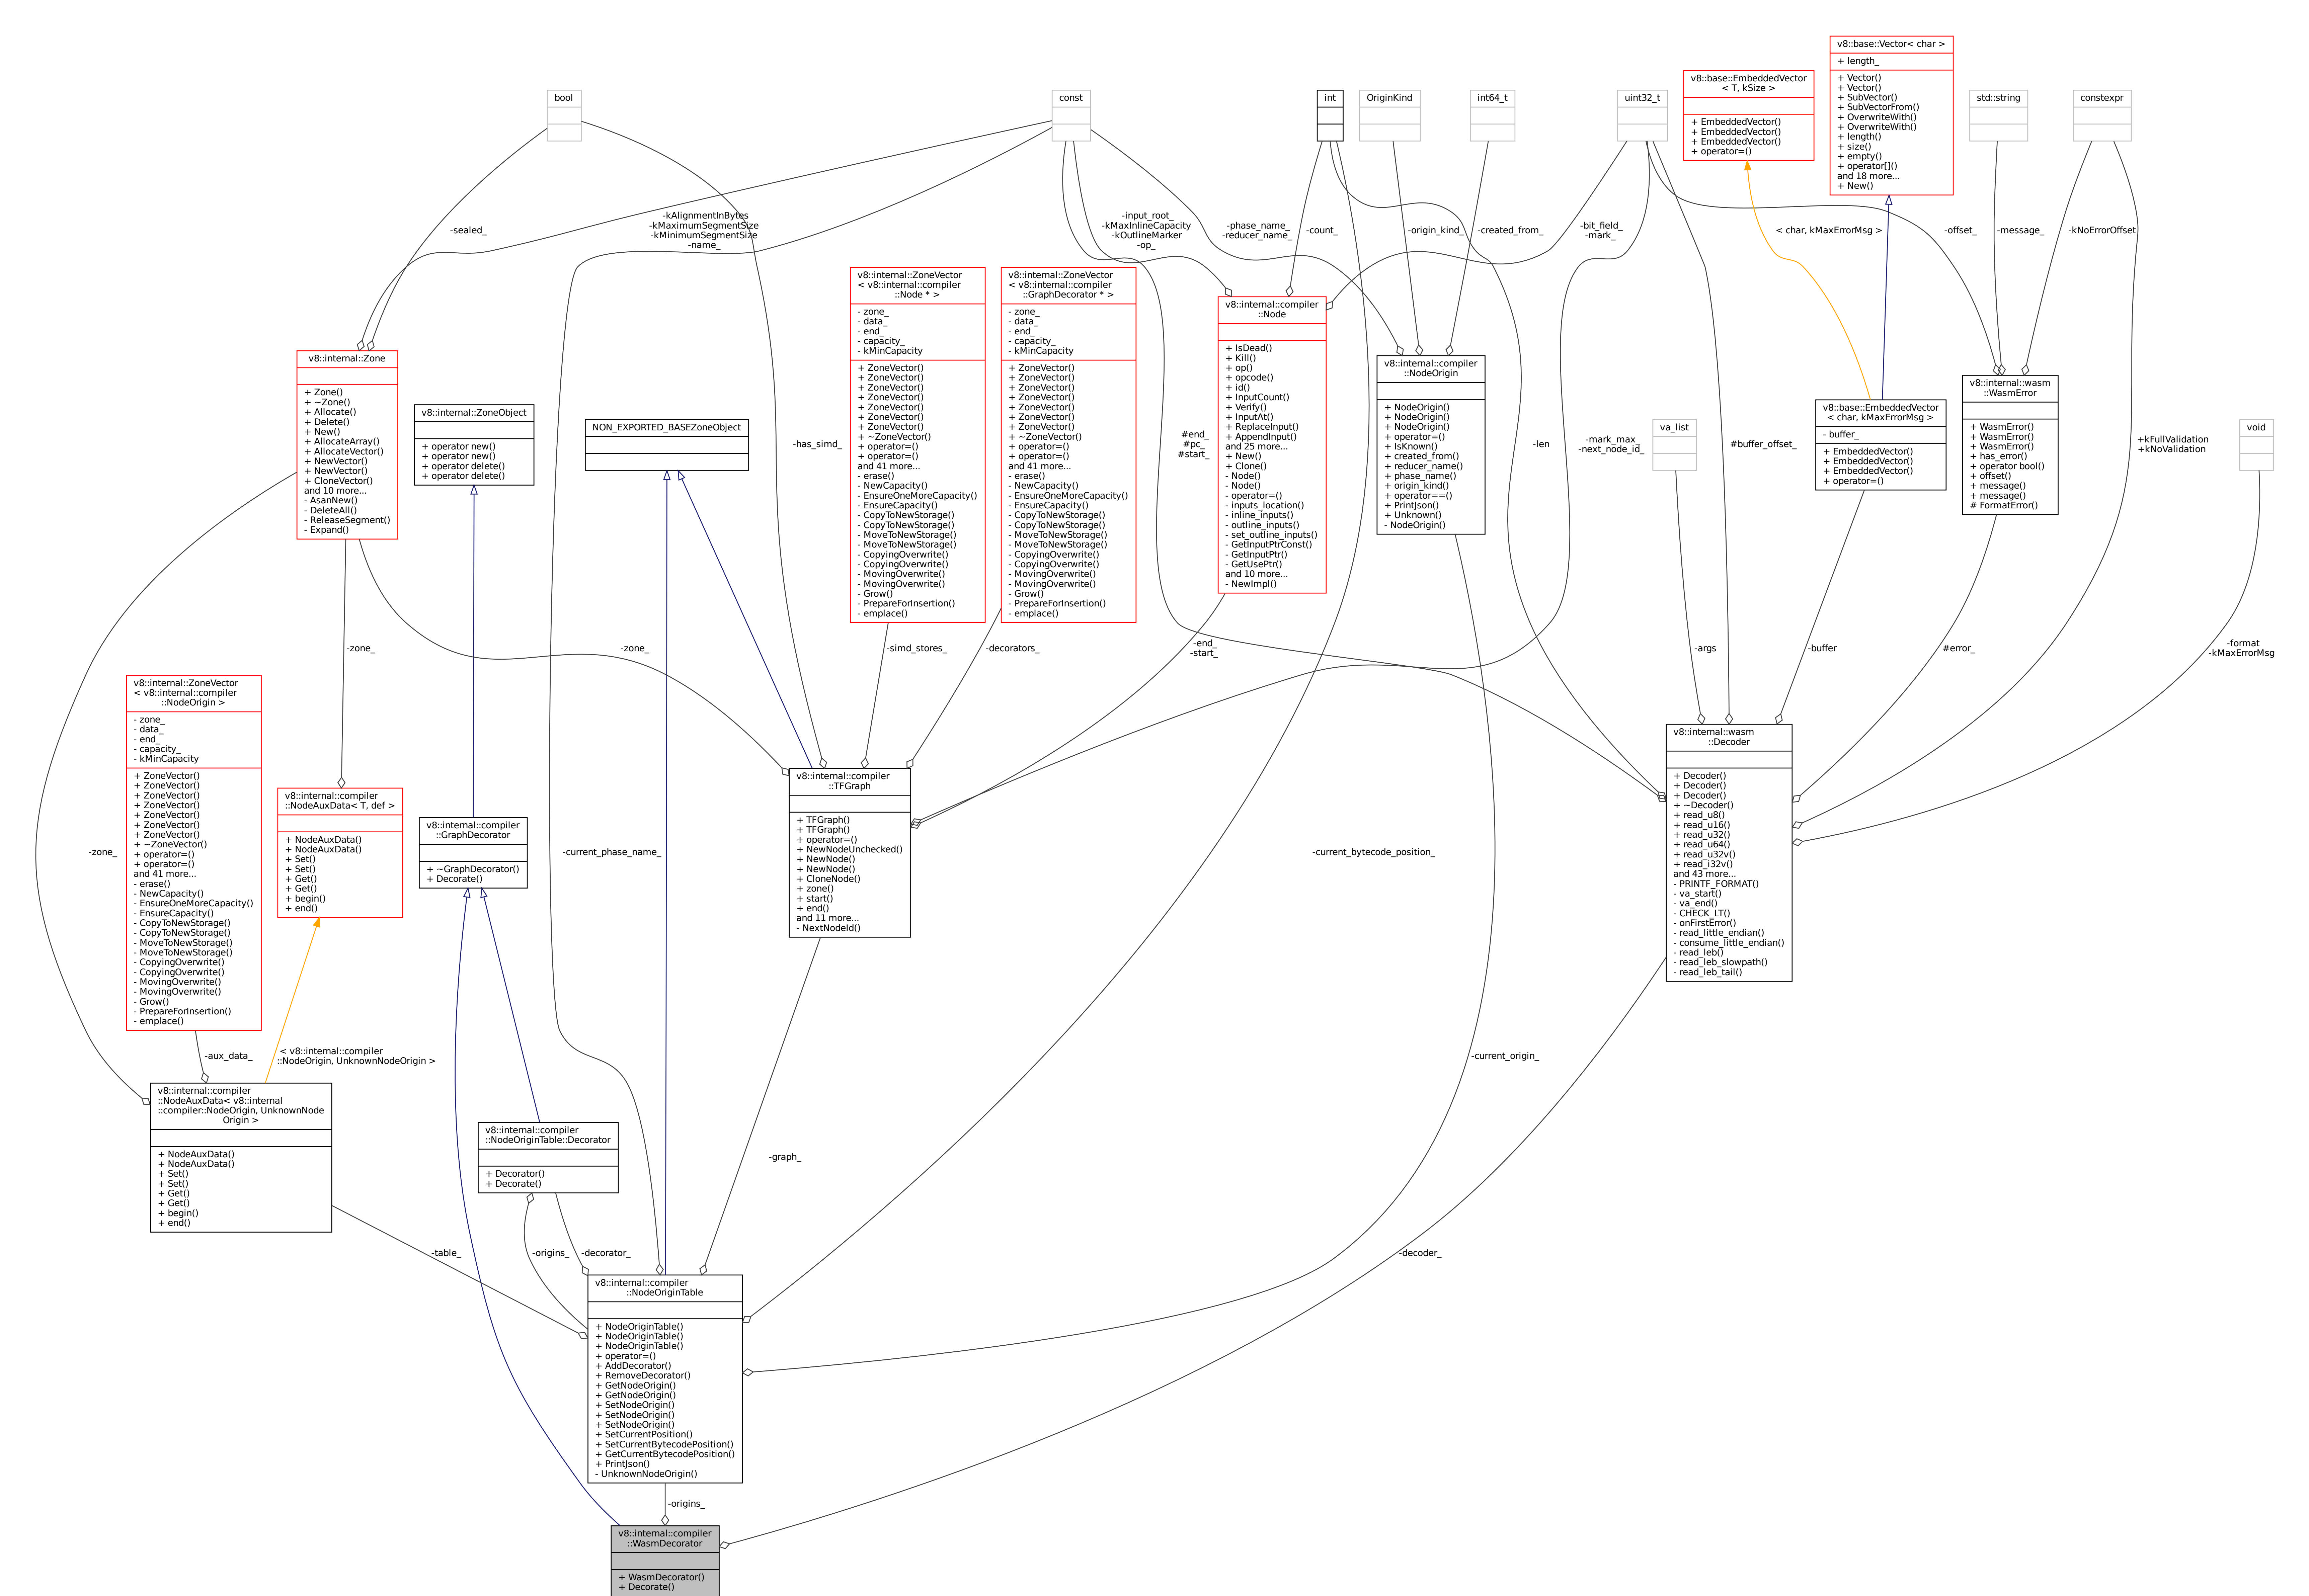 v8::base::Vector< char >
+ length_
+ Vector()
+ Vector()
+ SubVector()
+ SubVectorFrom()
+ OverwriteWith()
+ OverwriteWith()
+ length()
+ size()
+ empty()
+ operator[]()
and 18 more...
+ New()
v8::base::EmbeddedVector
< T, kSize >
+ EmbeddedVector()
+ EmbeddedVector()
+ EmbeddedVector()
+ operator=()
bool
const
int
OriginKind
int64_t
uint32_t
std::string
constexpr
-sealed_
-kAlignmentInBytes
-kMaximumSegmentSize
-kMinimumSegmentSize
-name_
-input_root_
-kMaxInlineCapacity
-kOutlineMarker
-op_
-phase_name_
-reducer_name_
-count_
-origin_kind_
-created_from_
-bit_field_
-mark_
< char, kMaxErrorMsg >
-offset_
-message_
-kNoErrorOffset
v8::internal::ZoneVector
< v8::internal::compiler
::Node * >
- zone_
- data_
- end_
- capacity_
- kMinCapacity
+ ZoneVector()
+ ZoneVector()
+ ZoneVector()
+ ZoneVector()
+ ZoneVector()
+ ZoneVector()
+ ZoneVector()
+ ~ZoneVector()
+ operator=()
+ operator=()
and 41 more...
- erase()
- NewCapacity()
- EnsureOneMoreCapacity()
- EnsureCapacity()
- CopyToNewStorage()
- CopyToNewStorage()
- MoveToNewStorage()
- MoveToNewStorage()
- CopyingOverwrite()
- CopyingOverwrite()
- MovingOverwrite()
- MovingOverwrite()
- Grow()
- PrepareForInsertion()
- emplace()
v8::internal::ZoneVector
< v8::internal::compiler
::GraphDecorator * >
- zone_
- data_
- end_
- capacity_
- kMinCapacity
+ ZoneVector()
+ ZoneVector()
+ ZoneVector()
+ ZoneVector()
+ ZoneVector()
+ ZoneVector()
+ ZoneVector()
+ ~ZoneVector()
+ operator=()
+ operator=()
and 41 more...
- erase()
- NewCapacity()
- EnsureOneMoreCapacity()
- EnsureCapacity()
- CopyToNewStorage()
- CopyToNewStorage()
- MoveToNewStorage()
- MoveToNewStorage()
- CopyingOverwrite()
- CopyingOverwrite()
- MovingOverwrite()
- MovingOverwrite()
- Grow()
- PrepareForInsertion()
- emplace()
v8::internal::compiler
::Node
+ IsDead()
+ Kill()
+ op()
+ opcode()
+ id()
+ InputCount()
+ Verify()
+ InputAt()
+ ReplaceInput()
+ AppendInput()
and 25 more...
+ New()
+ Clone()
- Node()
- Node()
- operator=()
- inputs_location()
- inline_inputs()
- outline_inputs()
- set_outline_inputs()
- GetInputPtrConst()
- GetInputPtr()
- GetUsePtr()
and 10 more...
- NewImpl()
v8::internal::compiler
::NodeOrigin
+ NodeOrigin()
+ NodeOrigin()
+ NodeOrigin()
+ operator=()
+ IsKnown()
+ created_from()
+ reducer_name()
+ phase_name()
+ origin_kind()
+ operator==()
+ PrintJson()
+ Unknown()
- NodeOrigin()
v8::internal::Zone
+ Zone()
+ ~Zone()
+ Allocate()
+ Delete()
+ New()
+ AllocateArray()
+ AllocateVector()
+ NewVector()
+ NewVector()
+ CloneVector()
and 10 more...
- AsanNew()
- DeleteAll()
- ReleaseSegment()
- Expand()
v8::internal::ZoneObject
+ operator new()
+ operator new()
+ operator delete()
+ operator delete()
NON_EXPORTED_BASEZoneObject
-has_simd_
#end_
#pc_
#start_
-len
-mark_max_
-next_node_id_
va_list
#buffer_offset_
v8::base::EmbeddedVector
< char, kMaxErrorMsg >
- buffer_
+ EmbeddedVector()
+ EmbeddedVector()
+ EmbeddedVector()
+ operator=()
v8::internal::wasm
::WasmError
+ WasmError()
+ WasmError()
+ WasmError()
+ has_error()
+ operator bool()
+ offset()
+ message()
+ message()
# FormatError()
+kFullValidation
+kNoValidation
void
-zone_
-zone_
-simd_stores_
-decorators_
-end_
-start_
-args
-buffer
#error_
-format
-kMaxErrorMsg
v8::internal::ZoneVector
< v8::internal::compiler
::NodeOrigin >
- zone_
- data_
- end_
- capacity_
- kMinCapacity
+ ZoneVector()
+ ZoneVector()
+ ZoneVector()
+ ZoneVector()
+ ZoneVector()
+ ZoneVector()
+ ZoneVector()
+ ~ZoneVector()
+ operator=()
+ operator=()
and 41 more...
- erase()
- NewCapacity()
- EnsureOneMoreCapacity()
- EnsureCapacity()
- CopyToNewStorage()
- CopyToNewStorage()
- MoveToNewStorage()
- MoveToNewStorage()
- CopyingOverwrite()
- CopyingOverwrite()
- MovingOverwrite()
- MovingOverwrite()
- Grow()
- PrepareForInsertion()
- emplace()
v8::internal::compiler
::NodeAuxData< T, def >
+ NodeAuxData()
+ NodeAuxData()
+ Set()
+ Set()
+ Get()
+ Get()
+ begin()
+ end()
v8::internal::compiler
::GraphDecorator
+ ~GraphDecorator()
+ Decorate()
v8::internal::compiler
::TFGraph
+ TFGraph()
+ TFGraph()
+ operator=()
+ NewNodeUnchecked()
+ NewNode()
+ NewNode()
+ CloneNode()
+ zone()
+ start()
+ end()
and 11 more...
- NextNodeId()
v8::internal::wasm
::Decoder
+ Decoder()
+ Decoder()
+ Decoder()
+ ~Decoder()
+ read_u8()
+ read_u16()
+ read_u32()
+ read_u64()
+ read_u32v()
+ read_i32v()
and 43 more...
- PRINTF_FORMAT()
- va_start()
- va_end()
- CHECK_LT()
- onFirstError()
- read_little_endian()
- consume_little_endian()
- read_leb()
- read_leb_slowpath()
- read_leb_tail()
-zone_
-current_phase_name_
-current_bytecode_position_
-aux_data_
< v8::internal::compiler
::NodeOrigin, UnknownNodeOrigin >
-current_origin_
v8::internal::compiler
::NodeAuxData< v8::internal
::compiler::NodeOrigin, UnknownNode
Origin >
+ NodeAuxData()
+ NodeAuxData()
+ Set()
+ Set()
+ Get()
+ Get()
+ begin()
+ end()
v8::internal::compiler
::NodeOriginTable::Decorator
+ Decorator()
+ Decorate()
-graph_
-table_
-origins_
-decorator_
-decoder_
v8::internal::compiler
::NodeOriginTable
+ NodeOriginTable()
+ NodeOriginTable()
+ NodeOriginTable()
+ operator=()
+ AddDecorator()
+ RemoveDecorator()
+ GetNodeOrigin()
+ GetNodeOrigin()
+ SetNodeOrigin()
+ SetNodeOrigin()
+ SetNodeOrigin()
+ SetCurrentPosition()
+ SetCurrentBytecodePosition()
+ GetCurrentBytecodePosition()
+ PrintJson()
- UnknownNodeOrigin()
-origins_
v8::internal::compiler
::WasmDecorator
+ WasmDecorator()
+ Decorate()